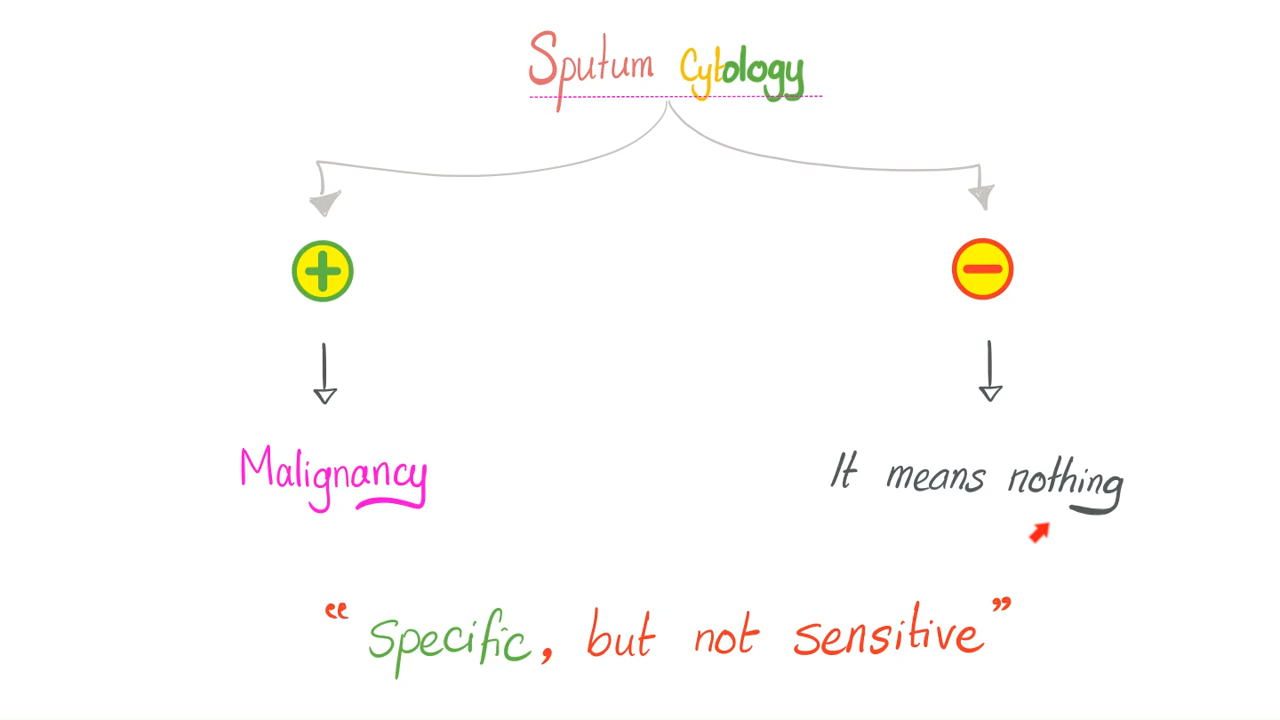 Sputum Cytology
Malignancy
It means nothing
“Specific, but not sensitive”